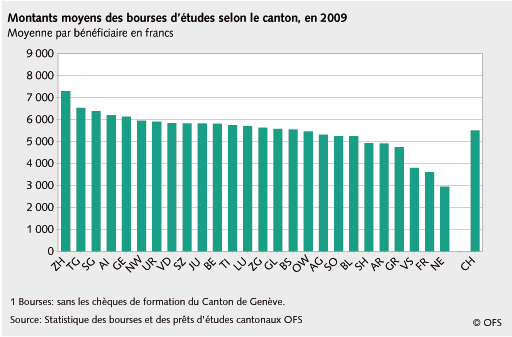 Montants moyens des bourses d'études selon le canton, en 2009
Moyenne par bénéficiaire en francs
9 000
8 000
7 000
6 000
5 000
4 000
3 000
2 000
1 000
0
ZH TG SG AI GE NW UR VD SZ JU BE TI LU ZG GL BS OW AG SO BL SH AR GR VS FR NE CH
1 Bourses: sans les chèques de formation du Canton de Genève.
Source: Statistique des bourses et des prêts d'études cantonaux OFS
© OFS